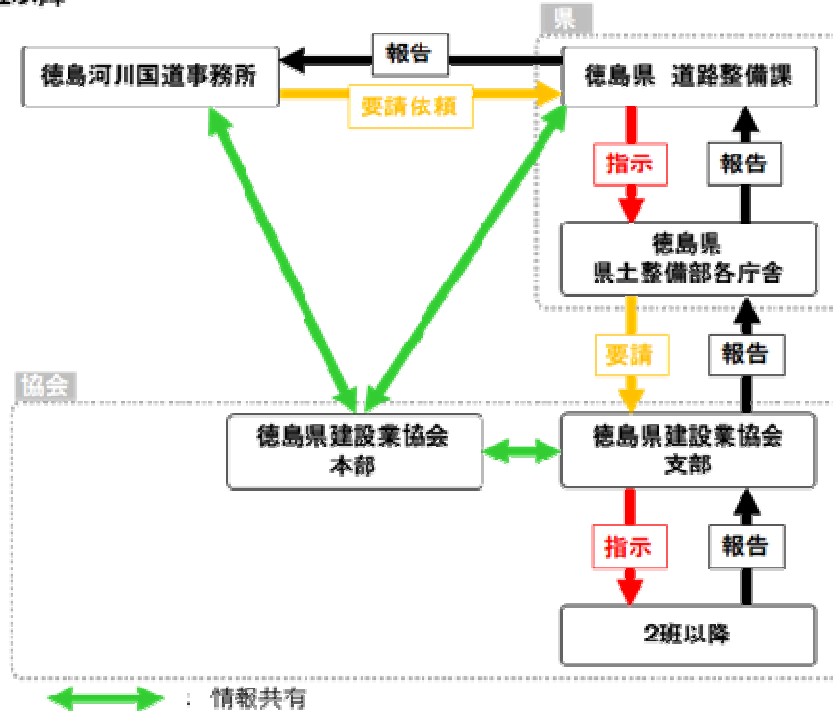 県
徳島河川国道事務所
報告
要請依頼
徳島県 道路整備課
指示
報告
徳島県
県土整備部各庁舎
要請
報告
協会
徳島県建設業協会
本部
徳島県建設業協会
支部
指示
報告
2班以降
: 情報共有